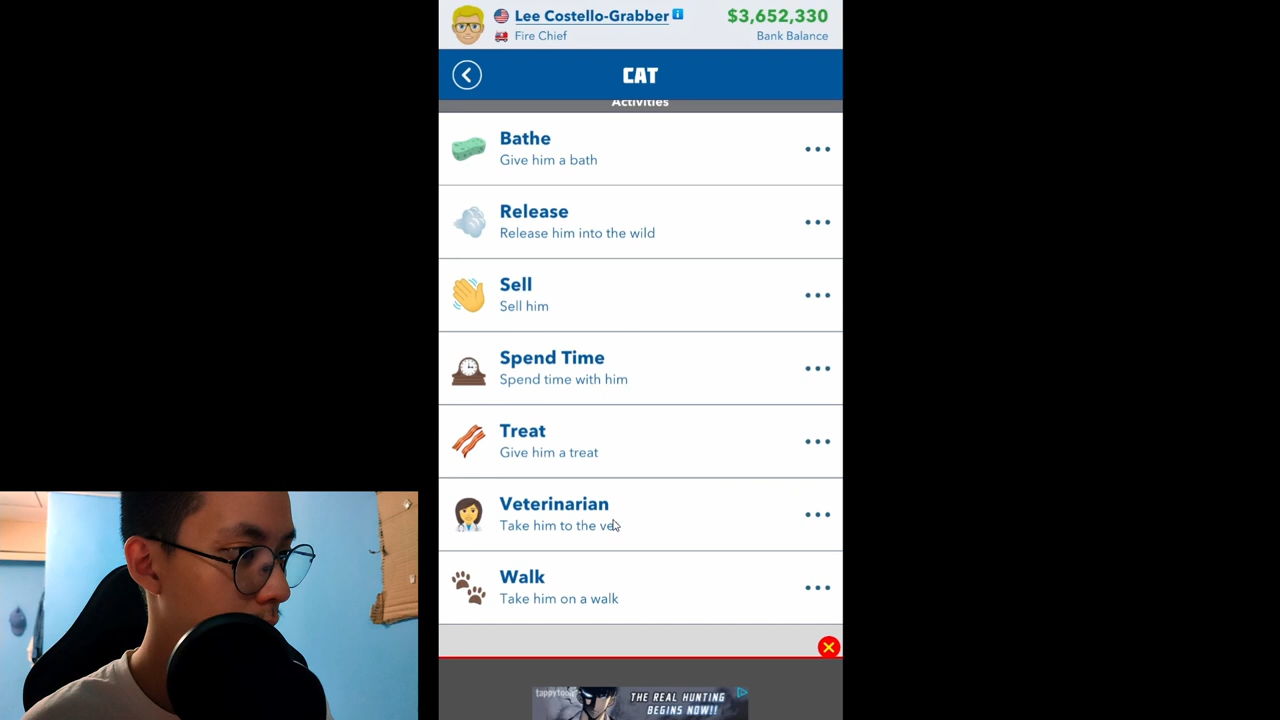 Lee Costello-Grabber
$3,652,330
Fire Chief
Bank Balance
CAT
Activities
Bathe
Give him a bath
Release
Release him into the wild
Sell
Sell him
Spend Time
Spend time with him
Treat
Give him a treat
Veterinarian
Take him to the vet
Walk
Take him on a walk
tappytoon
THE REAL HUNTING
BEGINS NOW!!